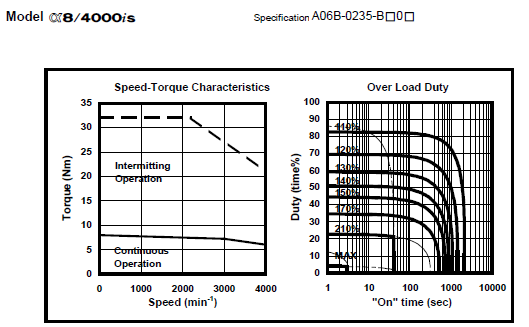 Model α8/4000is
Specification A06B-0235-B□0□
Speed-Torque Characteristics
Over Load Duty
35
30
25
20
15
10
5
0
Torque (Nm)
Intermitting
Operation
Continuous
Operation
0 1000 2000 3000 4000
Speed (min⁻¹)
100
90
80
70
60
50
40
30
20
10
0
Duty (time%)
110%
120%
130%
140%
150%
170%
210%
MAX
1 10 100 1000 10000
"On" time (sec)